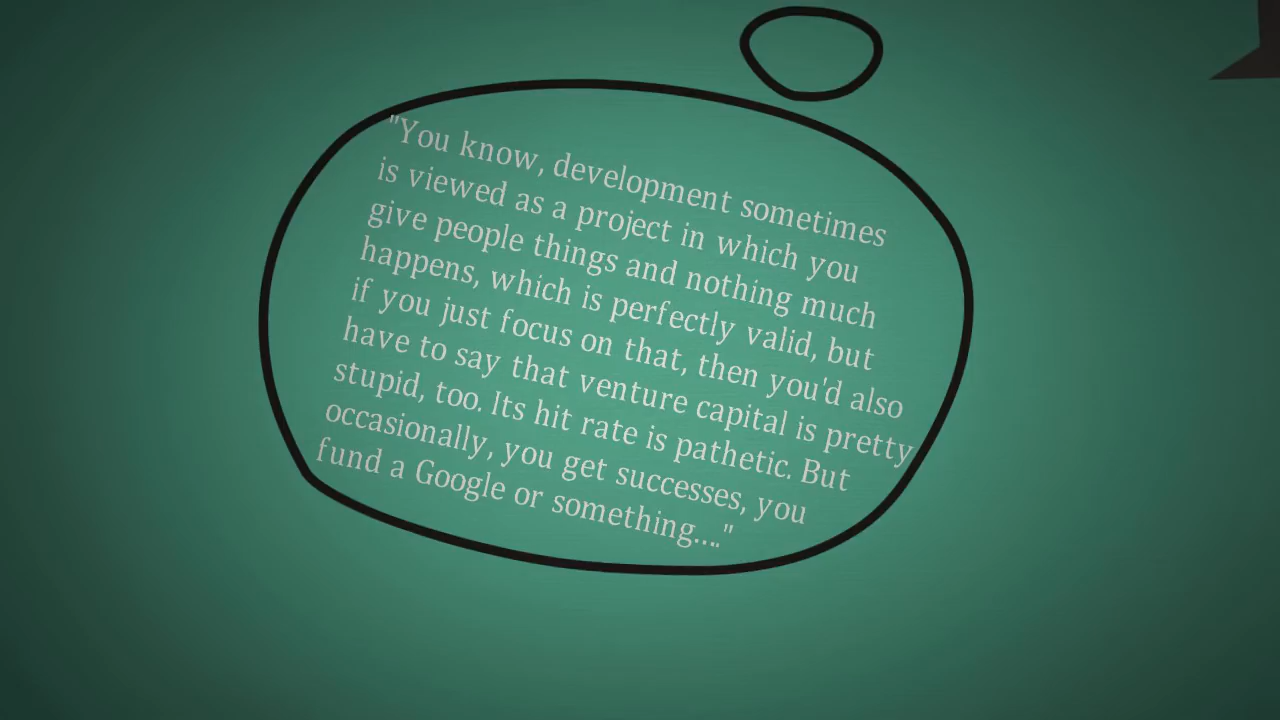 "You know, development sometimes
is viewed as a project in which you
give people things and nothing much
happens, which is perfectly valid, but
if you just focus on that, then you'd also
have to say that venture capital is pretty
stupid, too. Its hit rate is pathetic. But
occasionally, you get successes, you
fund a Google or something...."